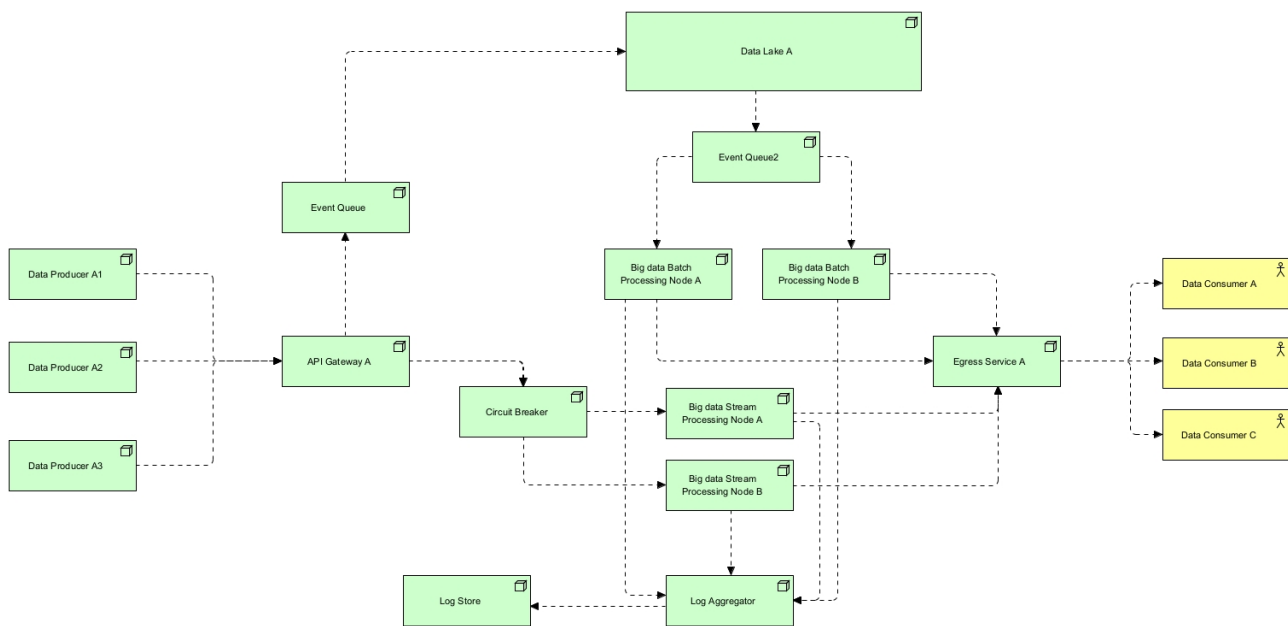 Data Lake A
Event Queue2
Event Queue
Data Producer A1
Big data Batch
Processing Node A
Big data Batch
Processing Node B
Data Consumer A
Data Producer A2
API Gateway A
Egress Service A
Data Consumer B
Circuit Breaker
Big data Stream
Processing Node A
Data Consumer C
Data Producer A3
Big data Stream
Processing Node B
Log Store
Log Aggregator